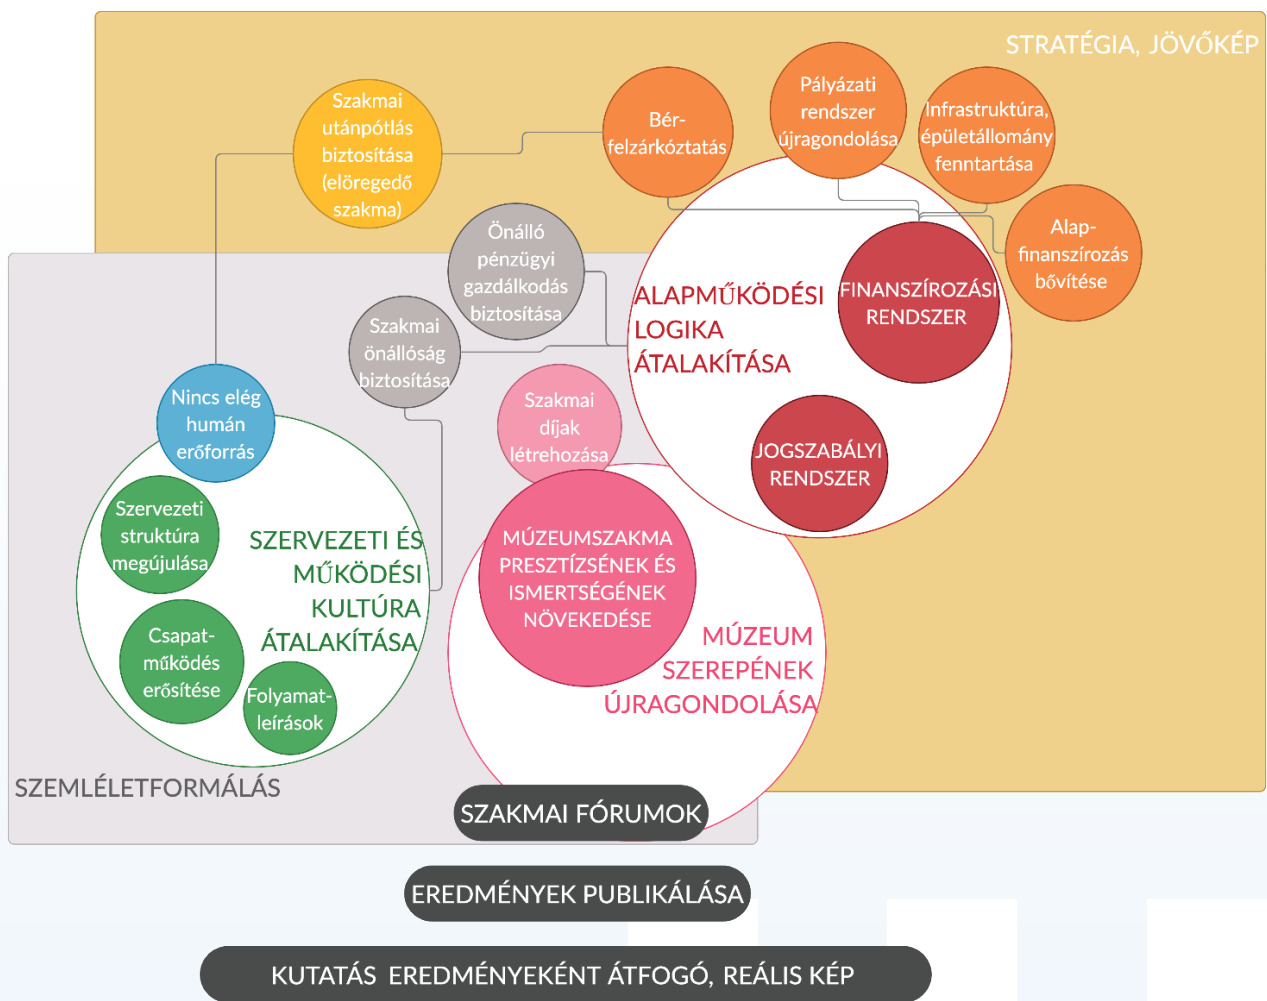 STRATÉGIA, JÖVŐKÉP
Szakmai
utánpótlás
biztosítása
(elöregedő
szakma)
Bér-
felzárkóztatás
Pályázati
rendszer
újragondolása
Infrastruktúra,
épületállomány
fenntartása
Alap-
finanszírozás
bővítése
Önálló
pénzügyi
gazdálkodás
biztosítása
Szakmai
önállóság
biztosítása
ALAPMŰKÖDÉSI
LOGIKA
ÁTALAKÍTÁSA
FINANSZÍROZÁSI
RENDSZER
JOGSZABÁLYI
RENDSZER
Nincs elég
humán
erőforrás
Szakmai
díjak
létrehozása
Szervezeti
struktúra
megújulása
SZERVEZETI ÉS
MŰKÖDÉSI
KULTÚRA
ÁTALAKÍTÁSA
Csapat-
működés
erősítése
Folyamat-
leírások
MÚZEUMSZAKMA
PRESZTÍZSÉNEK ÉS
ISMERTSÉGÉNEK
NÖVEKEDÉSE
MÚZEUM
SZEREPÉNEK
ÚJRAGONDOLÁSA
SZEMLÉLETFORMÁLÁS
SZAKMAI FÓRUMOK
EREDMÉNYEK PUBLIKÁLÁSA
KUTATÁS EREDMÉNYEKÉNT ÁTFOGÓ, REÁLIS KÉP